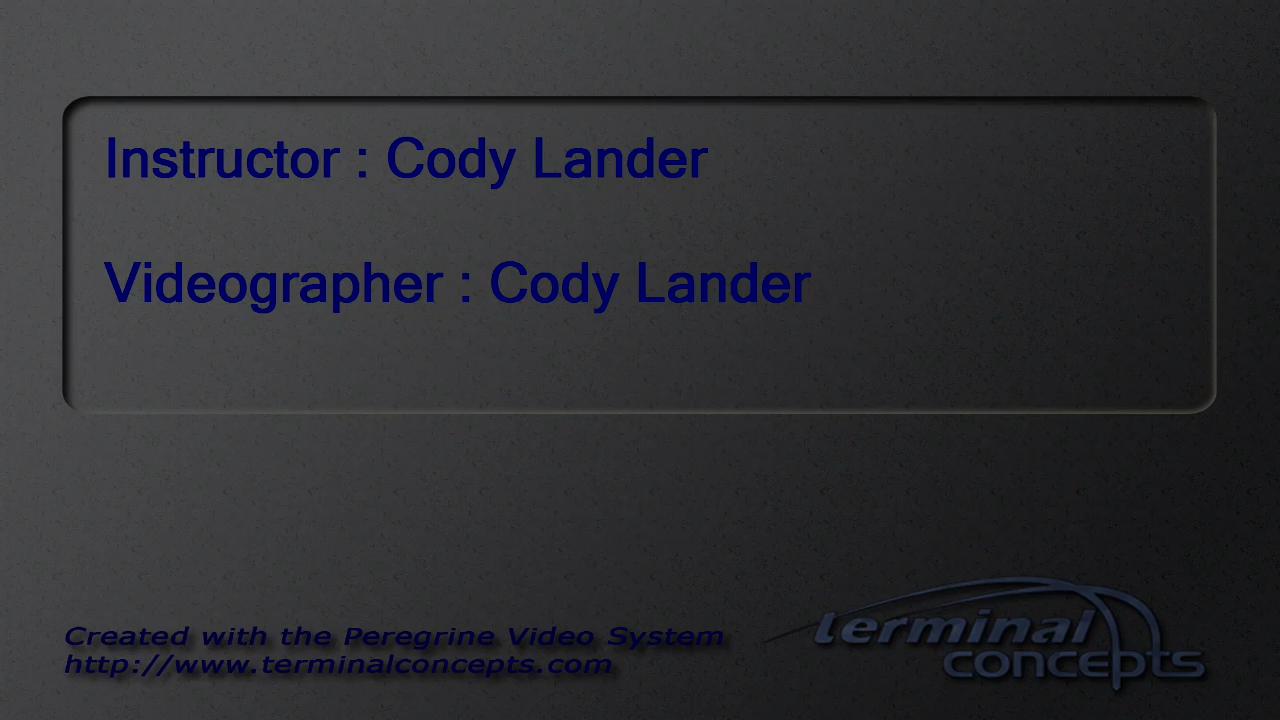 Instructor : Cody Lander
Videographer : Cody Lander
Created with the Peregrine Video System
http://www.terminalconcepts.com
terminal
concepts